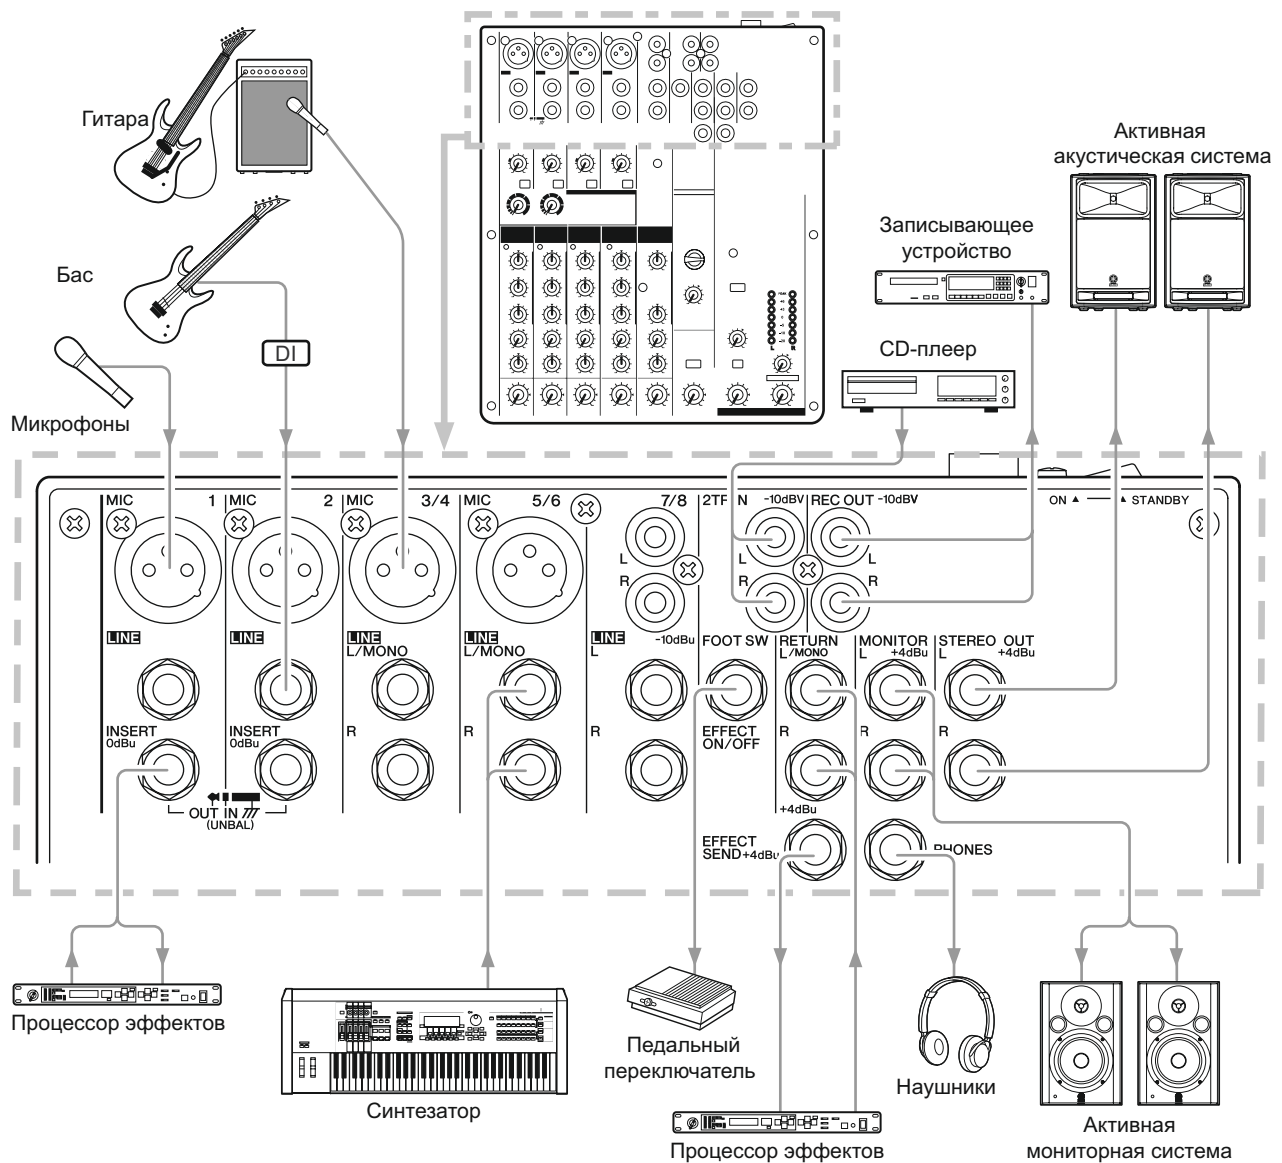 Гитара
Бас
DI
Микрофоны
Активная
акустическая система
Записывающее
устройство
CD-плеер
MIC 1
MIC 2
MIC 3/4
MIC 5/6
7/8
2TR IN -10dBV
REC OUT -10dBV
ON ▲ — ▲ STANDBY
L
R
L
R
L
R
LINE
LINE
LINE
L/MONO
LINE
L/MONO
LINE
L
-10dBu
FOOT SW
RETURN
L/MONO
MONITOR
L +4dBu
STEREO OUT
L +4dBu
INSERT
0dBu
INSERT
0dBu
R
R
R
EFFECT
ON/OFF
R
R
R
OUT IN
(UNBAL)
+4dBu
EFFECT
SEND+4dBu
PHONES
Процессор эффектов
Синтезатор
Педальный
переключатель
Процессор эффектов
Наушники
Активная
мониторная система